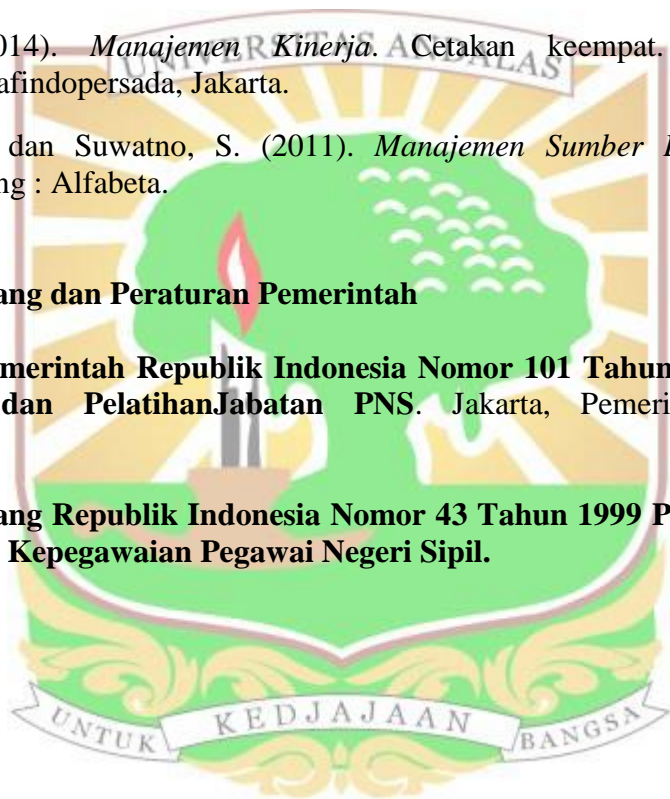 014). Manajemen Kinerja. Cetakan keempat.
UNIVERSITAS ANDALAS
afindopersada, Jakarta.
dan Suwatno, S. (2011). Manajemen Sumber
ng : Alfabeta.
ang dan Peraturan Pemerintah
merintah Republik Indonesia Nomor 101 Tahun
dan PelatihanJabatan PNS. Jakarta, Pemeri
ang Republik Indonesia Nomor 43 Tahun 1999 P
Kepegawaian Pegawai Negeri Sipil.
UNTUK KEDJAJAAN BANGSA